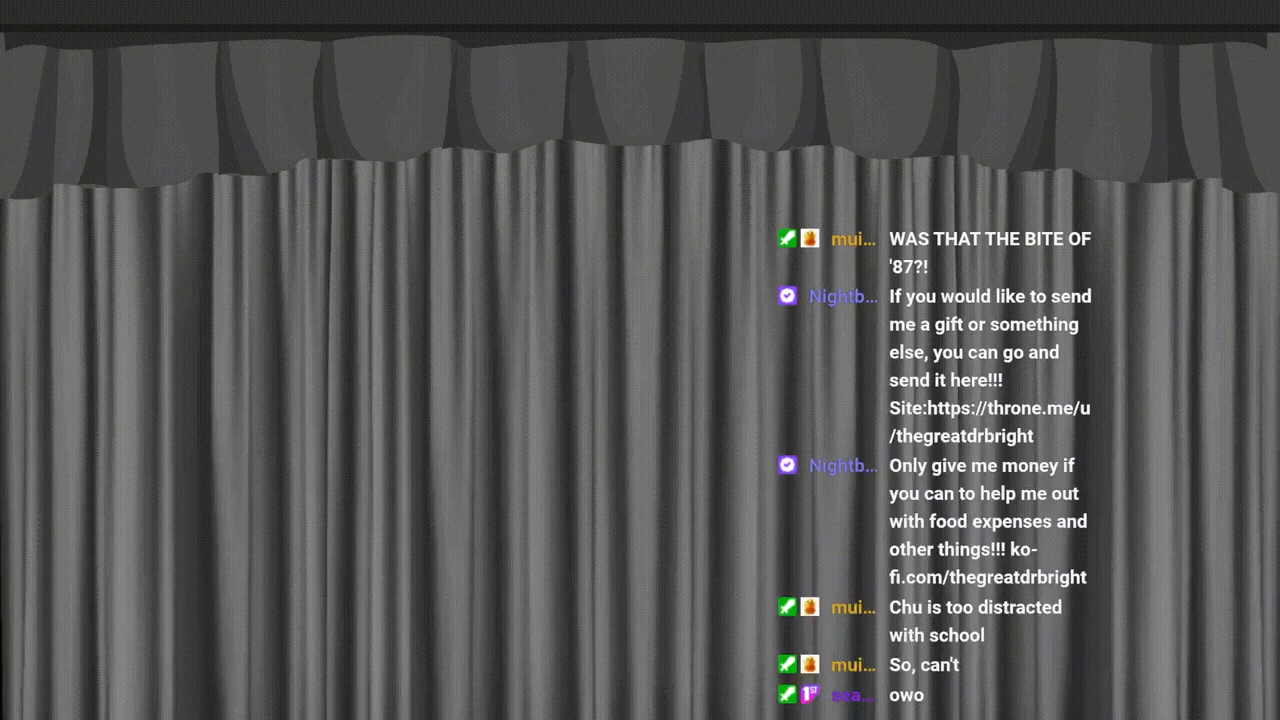 mui... WAS THAT THE BITE OF
'87?!
Nightb... If you would like to send
me a gift or something
else, you can go and
send it here!!!
Site:https://throne.me/u
/thegreatdrbright
Nightb... Only give me money if
you can to help me out
with food expenses and
other things!!! ko-
fi.com/thegreatdrbright
mui... Chu is too distracted
with school
mui... So, can't
1ST sea... owo